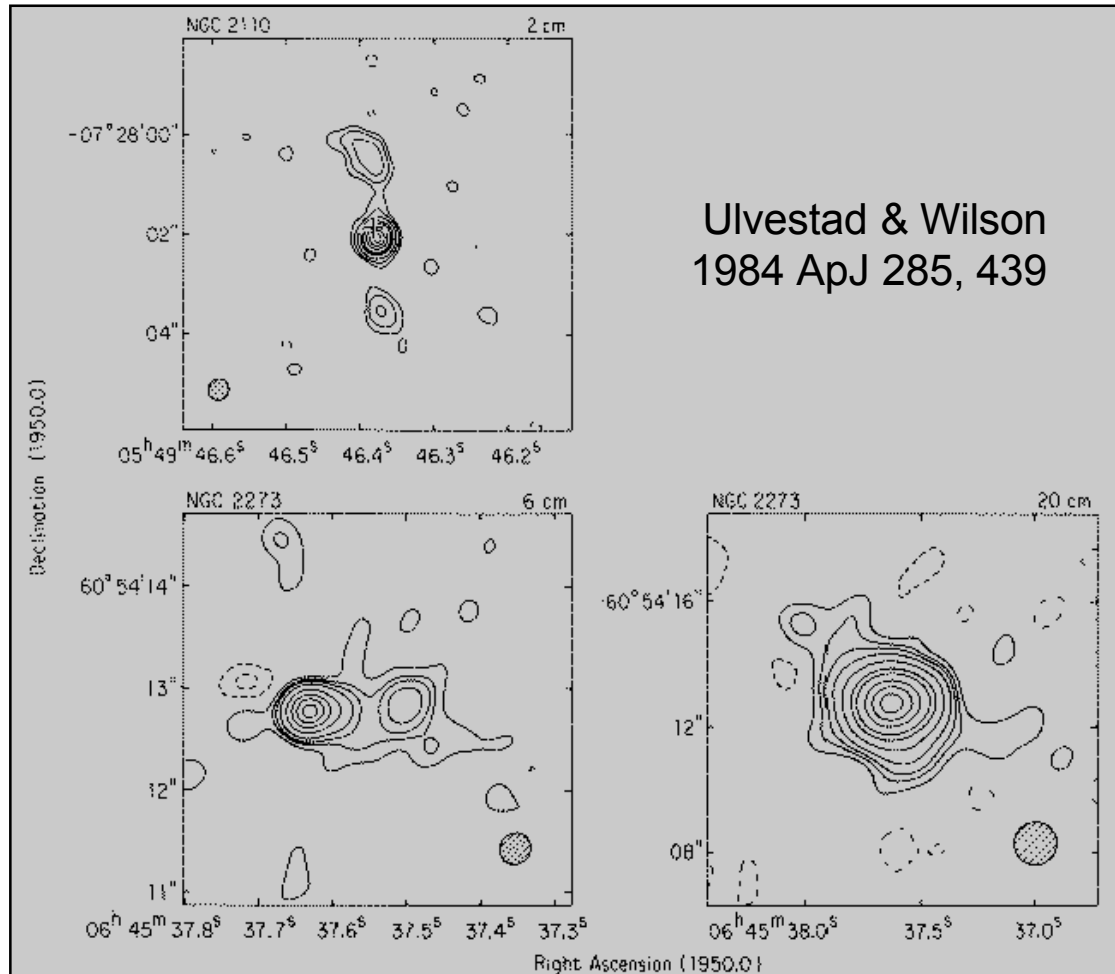 NGC 2110 2 cm
-07°28'00"
02"
04"
05ʰ49ᵐ46.6ˢ 46.5ˢ 46.4ˢ 46.3ˢ 46.2ˢ
Ulvestad & Wilson
1984 ApJ 285, 439
Declination (1950.0)
NGC 2273 6 cm
60°54'14"
13"
12"
11"
06ʰ45ᵐ37.8ˢ 37.7ˢ 37.6ˢ 37.5ˢ 37.4ˢ 37.3ˢ
NGC 2273 20 cm
60°54'16"
12"
08"
06ʰ45ᵐ38.0ˢ 37.5ˢ 37.0ˢ
Right Ascension (1950.0)